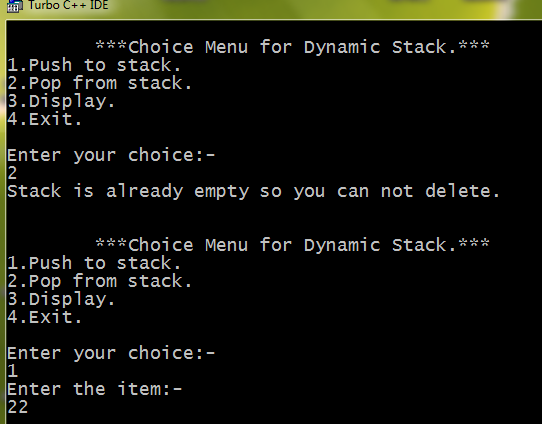 Turbo C++ IDE
***Choice Menu for Dynamic Stack.***
1.Push to stack.
2.Pop from stack.
3.Display.
4.Exit.
Enter your choice:-
2
Stack is already empty so you can not delete.
***Choice Menu for Dynamic Stack.***
1.Push to stack.
2.Pop from stack.
3.Display.
4.Exit.
Enter your choice:-
1
Enter the item:-
22